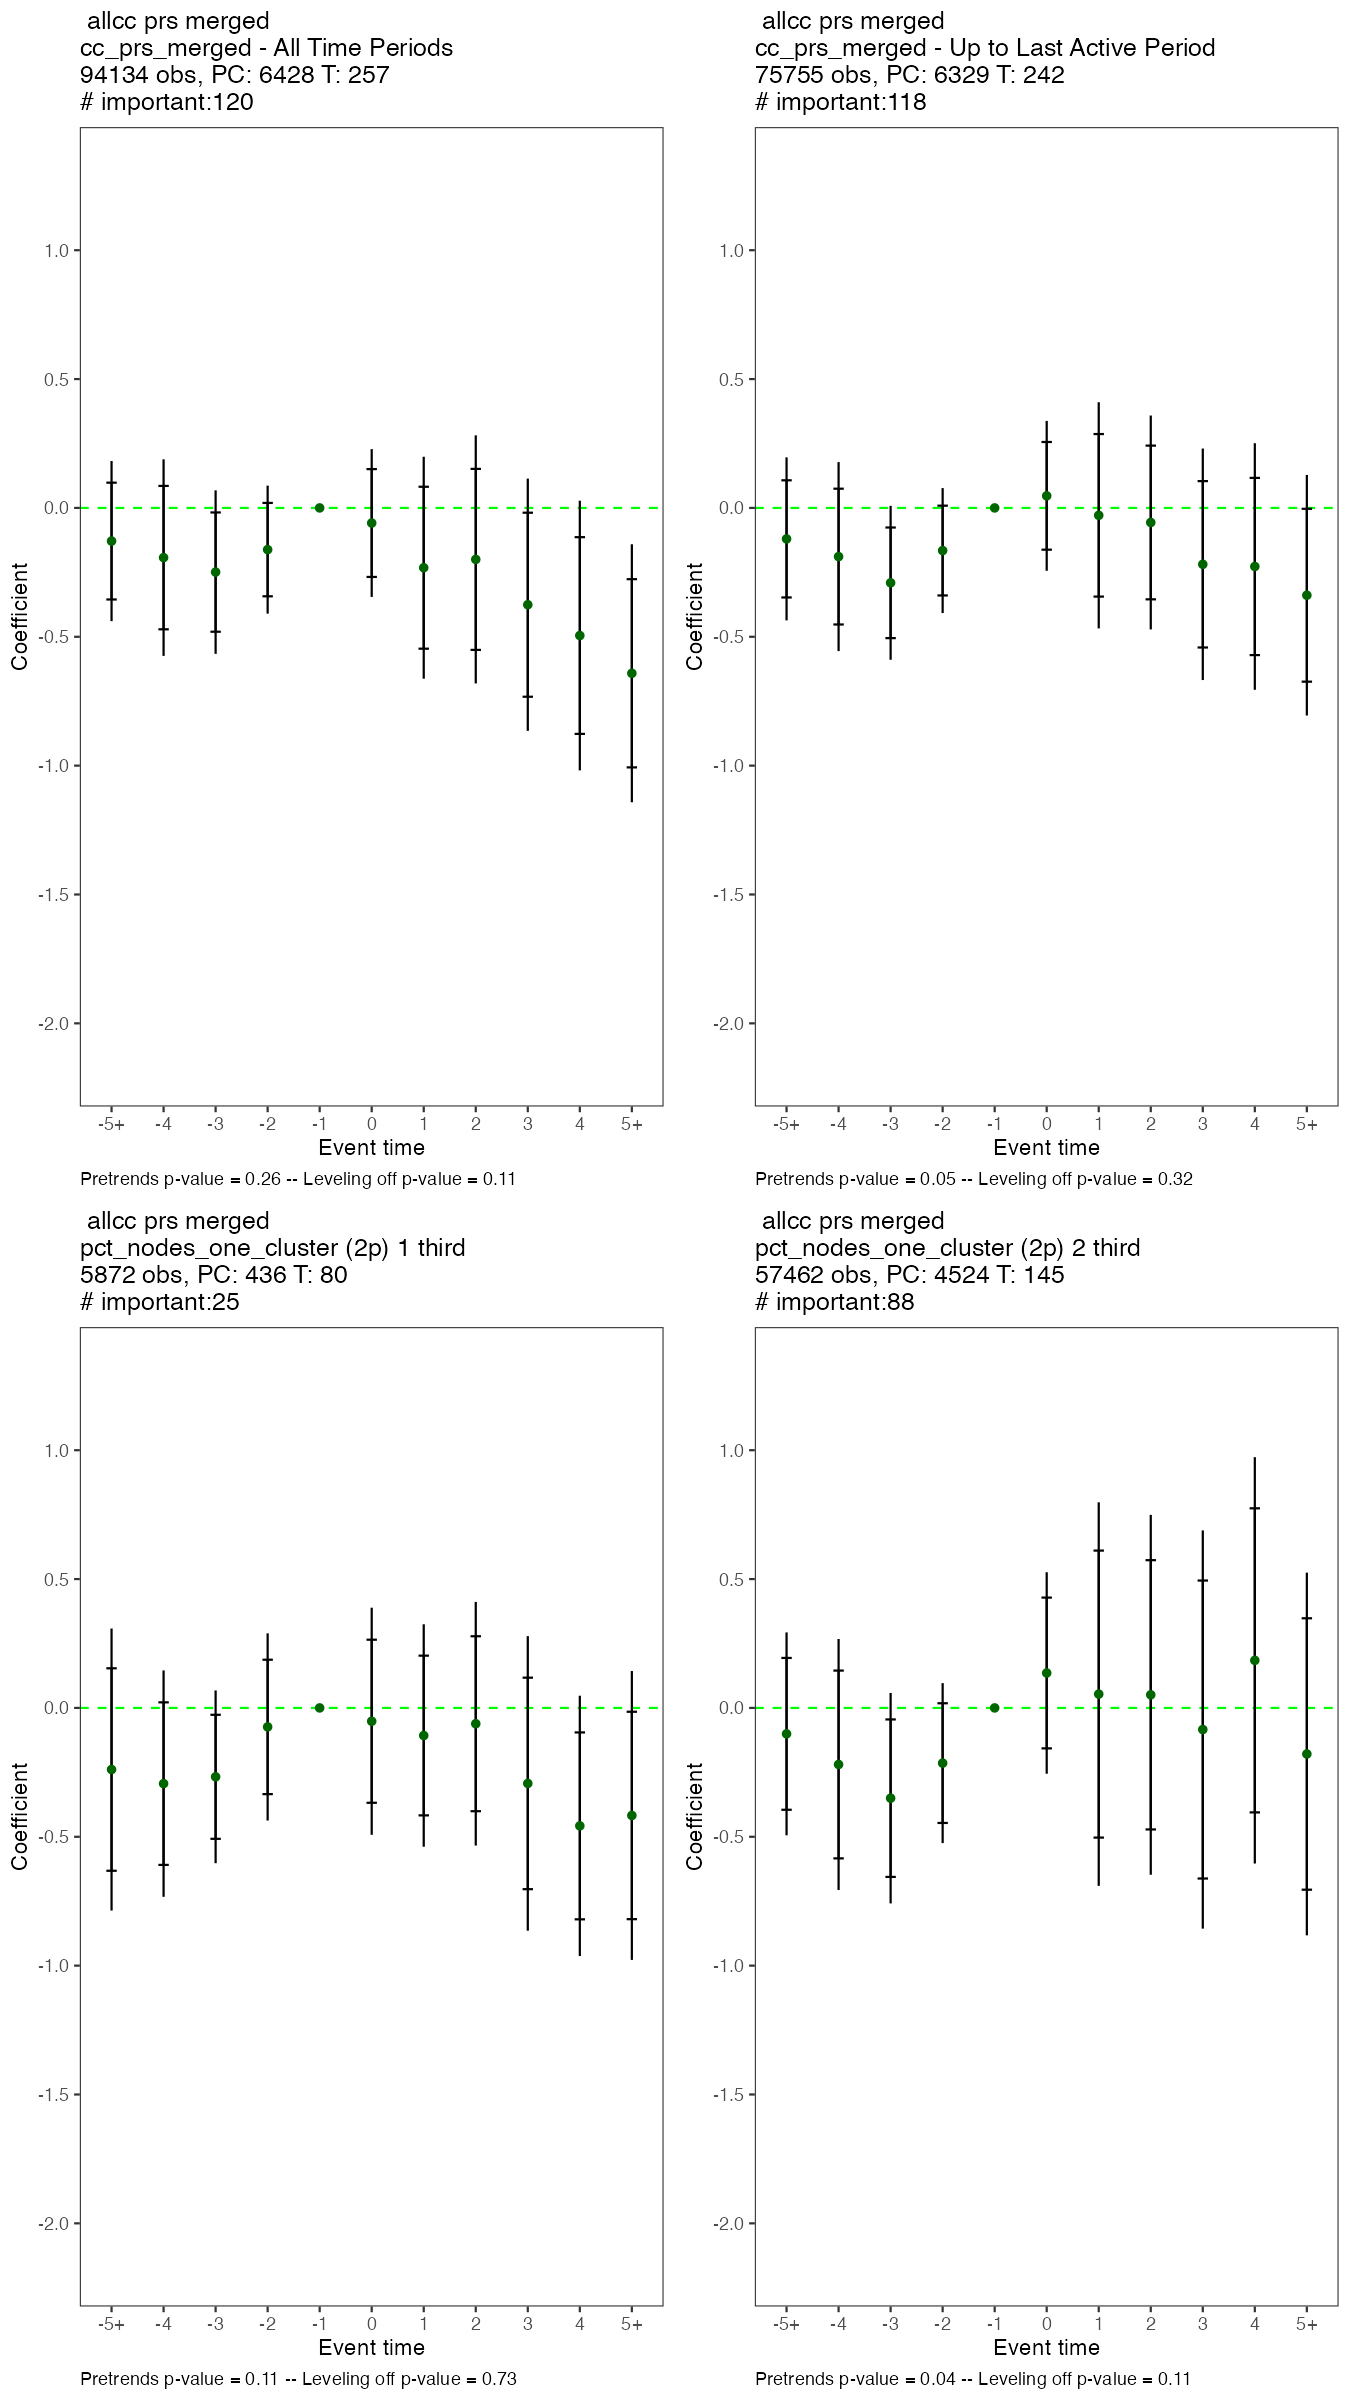 allcc prs merged
cc_prs_merged - All Time Periods
94134 obs, PC: 6428 T: 257
# important:120
1.0
0.5
0.0
-0.5
-1.0
-1.5
-2.0
Coefficient
-5+ -4 -3 -2 -1 0 1 2 3 4 5+
Event time
Pretrends p-value = 0.26 -- Leveling off p-value = 0.11
allcc prs merged
cc_prs_merged - Up to Last Active Period
75755 obs, PC: 6329 T: 242
# important:118
1.0
0.5
0.0
-0.5
-1.0
-1.5
-2.0
Coefficient
-5+ -4 -3 -2 -1 0 1 2 3 4 5+
Event time
Pretrends p-value = 0.05 -- Leveling off p-value = 0.32
allcc prs merged
pct_nodes_one_cluster (2p) 1 third
5872 obs, PC: 436 T: 80
# important:25
1.0
0.5
0.0
-0.5
-1.0
-1.5
-2.0
Coefficient
-5+ -4 -3 -2 -1 0 1 2 3 4 5+
Event time
Pretrends p-value = 0.11 -- Leveling off p-value = 0.73
allcc prs merged
pct_nodes_one_cluster (2p) 2 third
57462 obs, PC: 4524 T: 145
# important:88
1.0
0.5
0.0
-0.5
-1.0
-1.5
-2.0
Coefficient
-5+ -4 -3 -2 -1 0 1 2 3 4 5+
Event time
Pretrends p-value = 0.04 -- Leveling off p-value = 0.11